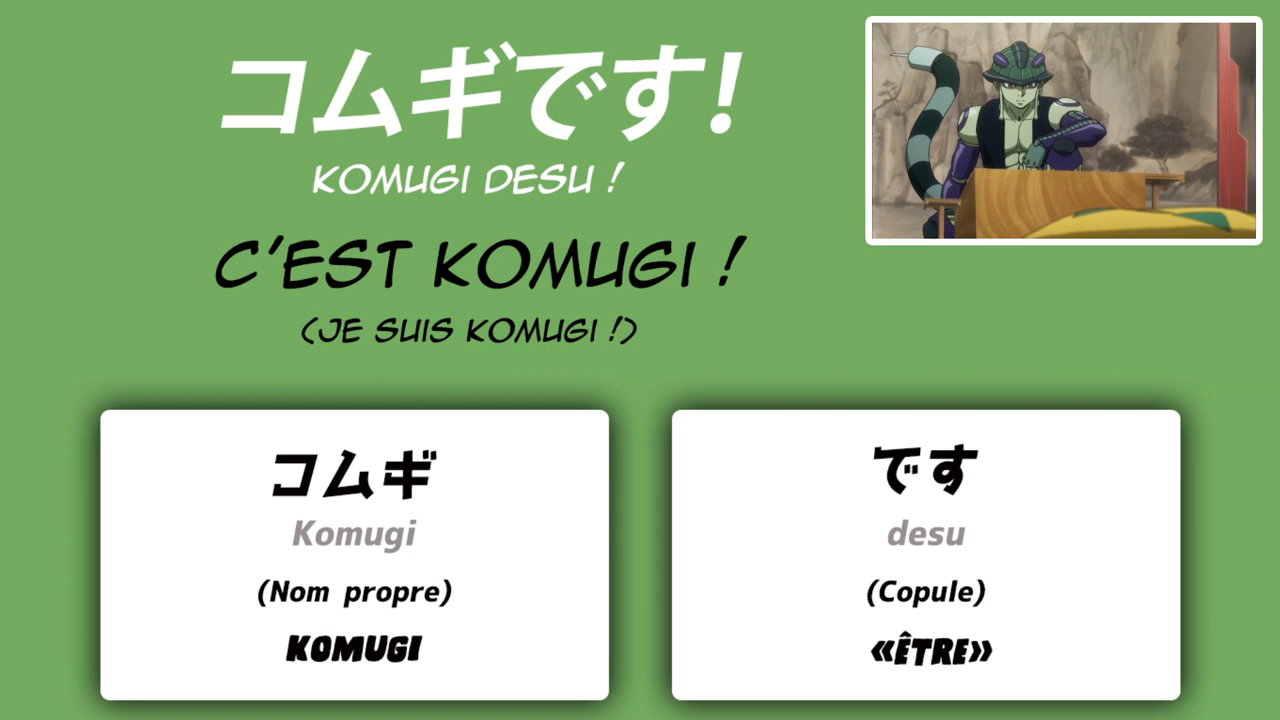 コムギです!
KOMUGI DESU !
C'EST KOMUGI !
(JE SUIS KOMUGI !)
コムギ
Komugi
(Nom propre)
KOMUGI
です
desu
(Copule)
«ÊTRE»